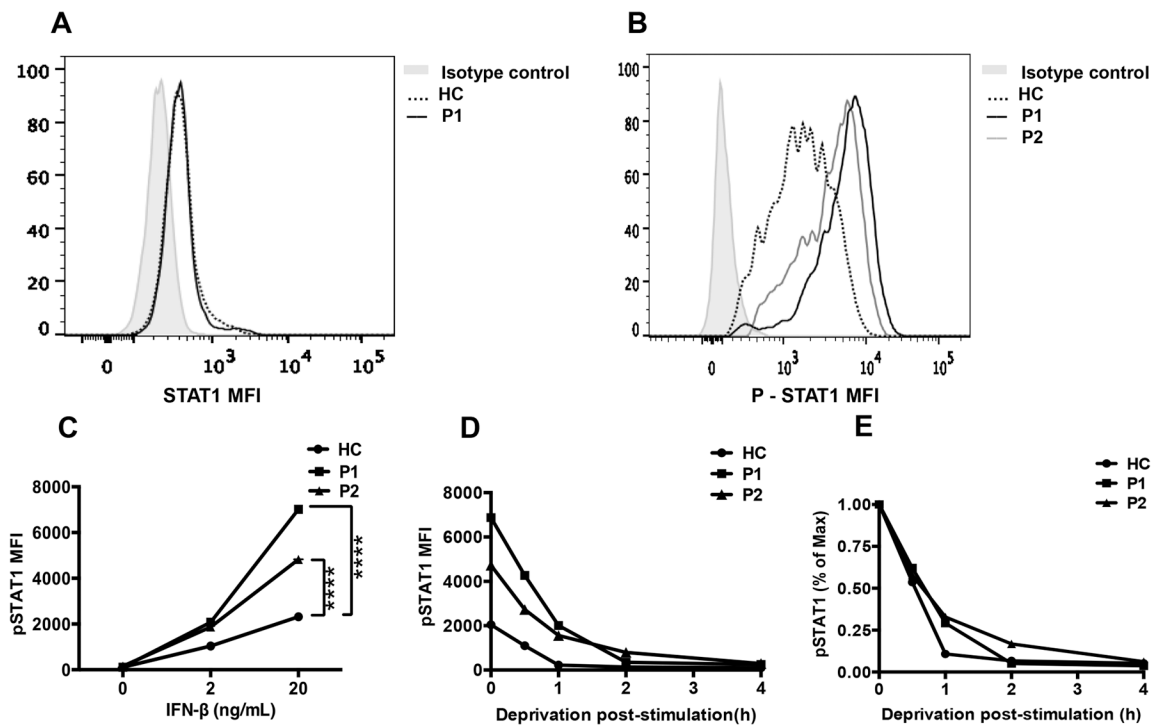 A
100
80
60
40
20
0
0 10³ 10⁴ 10⁵
STAT1 MFI
Isotype control
HC
P1
B
100
80
60
40
20
0
0 10³ 10⁴ 10⁵
P - STAT1 MFI
Isotype control
HC
P1
P2
C
HC
P1
P2
8000
6000
4000
2000
0
pSTAT1 MFI
0 2 20
IFN-β (ng/mL)
****
****
D
HC
P1
P2
8000
6000
4000
2000
0
pSTAT1 MFI
0 1 2 3 4
Deprivation post-stimulation(h)
E
HC
P1
P2
1.00
0.75
0.50
0.25
0.00
pSTAT1 (% of Max)
0 1 2 3 4
Deprivation post-stimulation (h)